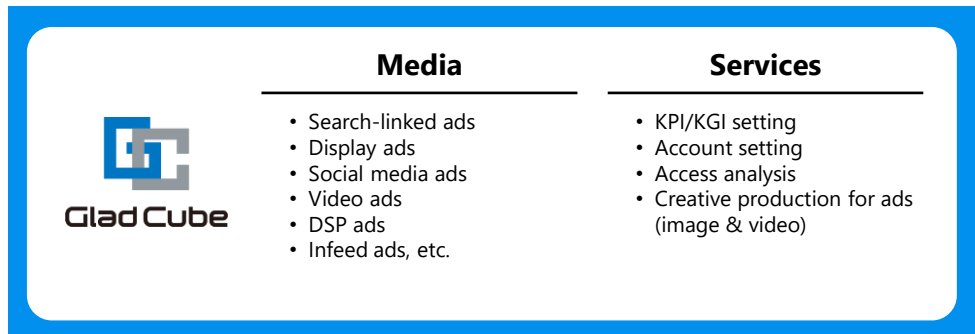 Media
• Search-linked ads
• Display ads
• Social media ads
• Video ads
• DSP ads
• Infeed ads, etc.
Services
• KPI/KGI setting
• Account setting
• Access analysis
• Creative production for ads
(image & video)
GC
Glad Cube